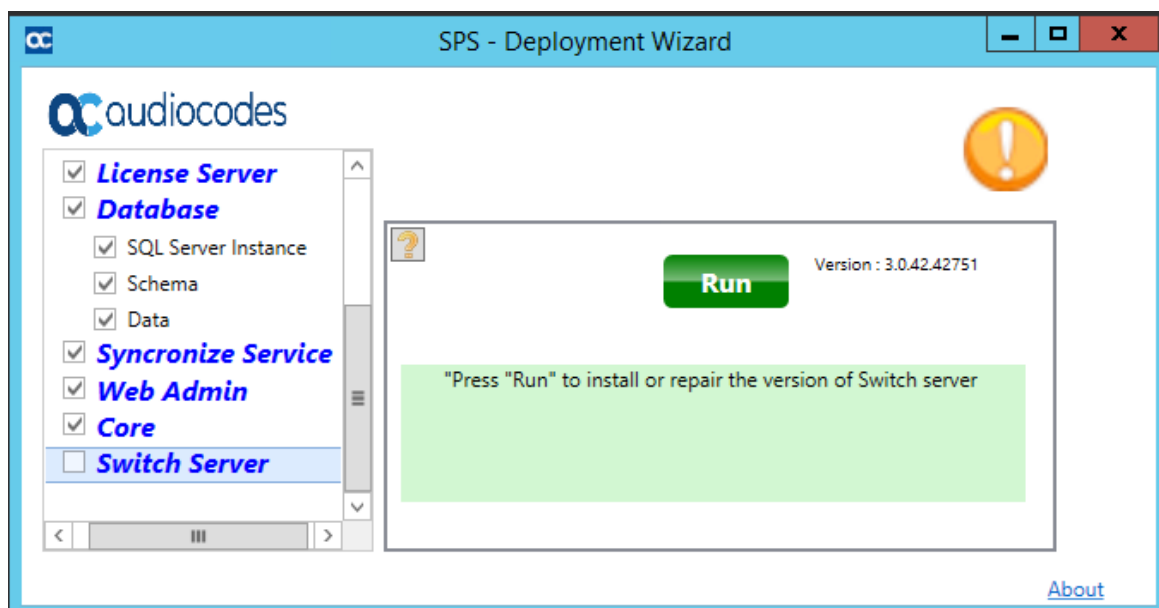 SPS - Deployment Wizard
audiocodes
License Server
Database
SQL Server Instance
Schema
Data
Syncronize Service
Web Admin
Core
Switch Server
Run
Version : 3.0.42.42751
"Press "Run" to install or repair the version of Switch server
About